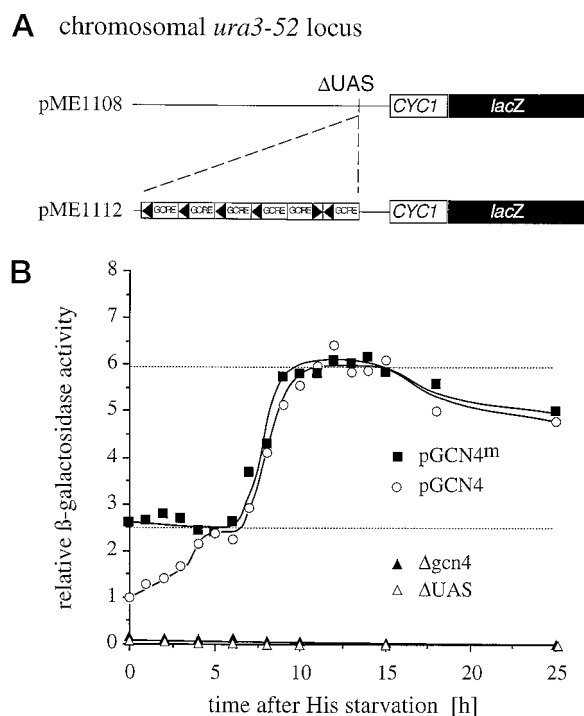 A chromosomal ura3-52 locus
ΔUAS
pME1108 CYC1 lacZ
pME1112 GCRE GCRE GCRE GCRE GCRE GCRE CYC1 lacZ
B
relative ß-galactosidase activity
8
7
6
5
4
3
2
1
0
pGCN4m
pGCN4
Δgcn4
ΔUAS
0 5 10 15 20 25
time after His starvation [h]